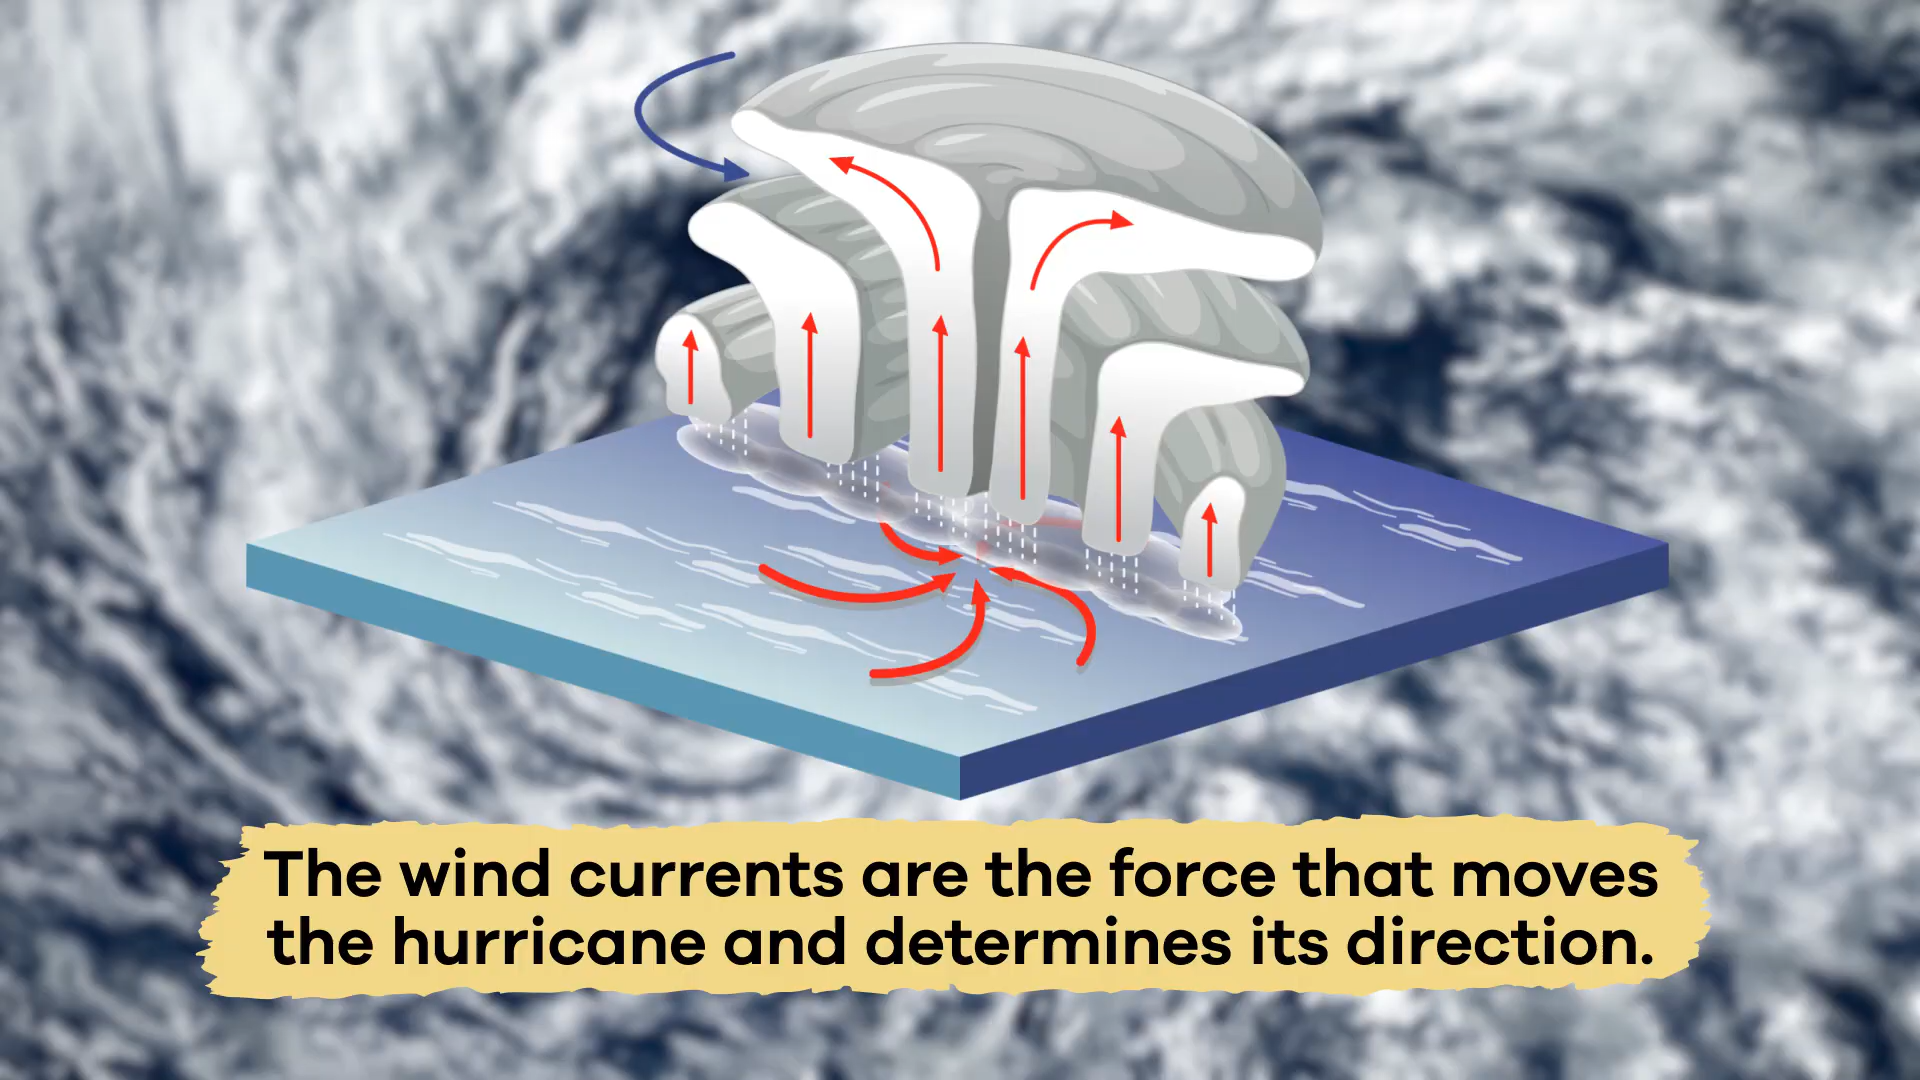 The wind currents are the force that moves
the hurricane and determines its direction.